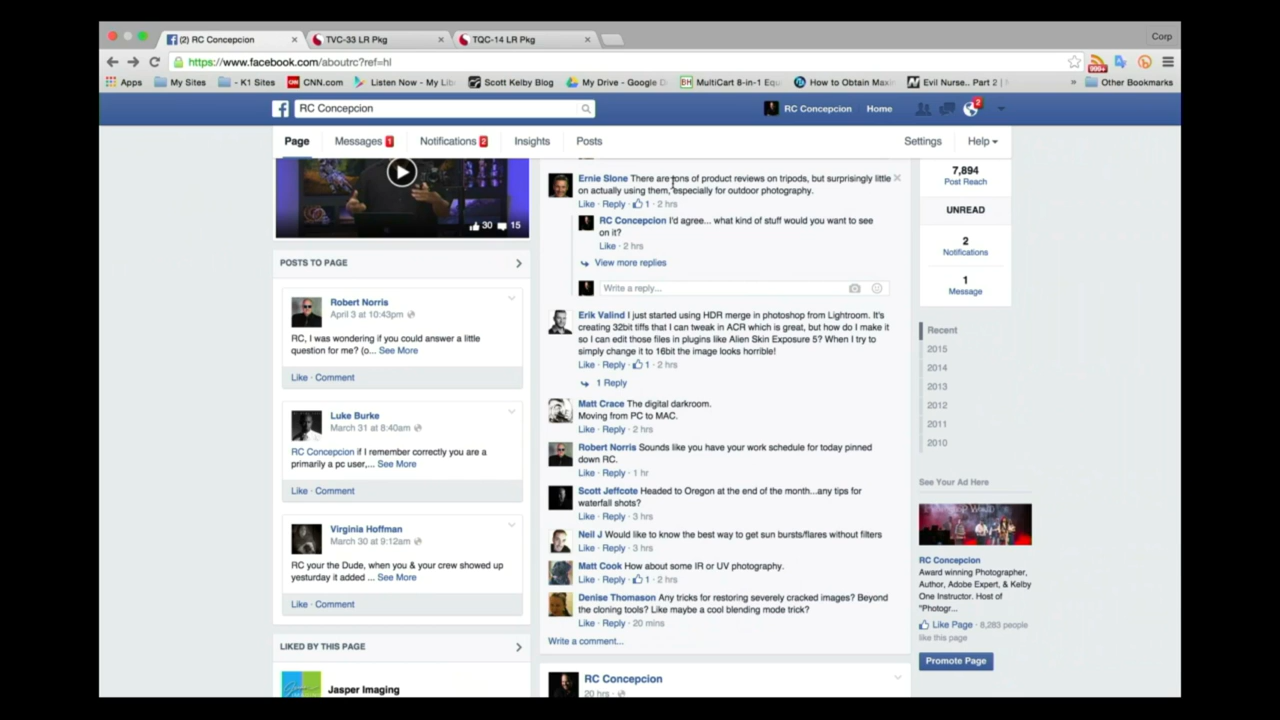 (2) RC Concepcion
TVC-33 LR Pkg
TQC-14 LR Pkg
Corp
https://www.facebook.com/aboutrc?ref=hl
Apps
My Sites
- K1 Sites
CNN.com
Listen Now - My Lib
Scott Kelby Blog
My Drive - Google D
MultiCart 8-in-1 Equ
How to Obtain Maxin
Evil Nurse.. Part 2 |
»
Other Bookmarks
RC Concepcion
RC Concepcion
Home
2
Page
Messages 1
Notifications 2
Insights
Posts
Settings
Help
30
15
POSTS TO PAGE
Robert Norris
April 3 at 10:43pm
RC, I was wondering if you could answer a little
question for me? (o... See More
Like · Comment
Luke Burke
March 31 at 8:40am
RC Concepcion if I remember correctly you are a
primarily a pc user,... See More
Like · Comment
Virginia Hoffman
March 30 at 9:12am
RC your the Dude, when you & your crew showed up
yesturday it added ... See More
Like · Comment
LIKED BY THIS PAGE
Jasper Imaging
Ernie Slone There are tons of product reviews on tripods, but surprisingly little
on actually using them, especially for outdoor photography.
Like · Reply · 1 · 2 hrs
RC Concepcion I'd agree... what kind of stuff would you want to see
on it?
Like · 2 hrs
View more replies
Write a reply...
Erik Valind I just started using HDR merge in photoshop from Lightroom. It's
creating 32bit tiffs that I can tweak in ACR which is great, but how do I make it
so I can edit those files in plugins like Alien Skin Exposure 5? When I try to
simply change it to 16bit the image looks horrible!
Like · Reply · 1 · 2 hrs
1 Reply
Matt Crace The digital darkroom.
Moving from PC to MAC.
Like · Reply · 2 hrs
Robert Norris Sounds like you have your work schedule for today pinned
down RC.
Like · Reply · 1 hr
Scott Jeffcote Headed to Oregon at the end of the month...any tips for
waterfall shots?
Like · Reply · 3 hrs
Neil J Would like to know the best way to get sun bursts/flares without filters
Like · Reply · 3 hrs
Matt Cook How about some IR or UV photography.
Like · Reply · 1 · 2 hrs
Denise Thomason Any tricks for restoring severely cracked images? Beyond
the cloning tools? Like maybe a cool blending mode trick?
Like · Reply · 20 mins
Write a comment...
RC Concepcion
20 hrs ·
7,894
Post Reach
UNREAD
2
Notifications
1
Message
Recent
2015
2014
2013
2012
2011
2010
See Your Ad Here
RC Concepcion
Award winning Photographer,
Author, Adobe Expert, & Kelby
One Instructor. Host of
"Photogr...
Like Page · 8,283 people
like this page
Promote Page